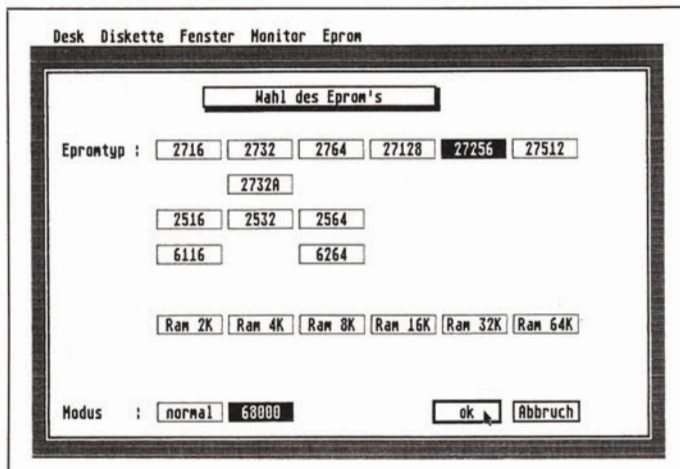 Desk Diskette Fenster Monitor Eprom
Wahl des Eprom's
Epromtyp : 2716 2732 2764 27128 27256 27512
2732A
2516 2532 2564
6116 6264
Ram 2K Ram 4K Ram 8K Ram 16K Ram 32K Ram 64K
Modus : normal 68000 ok Abbruch